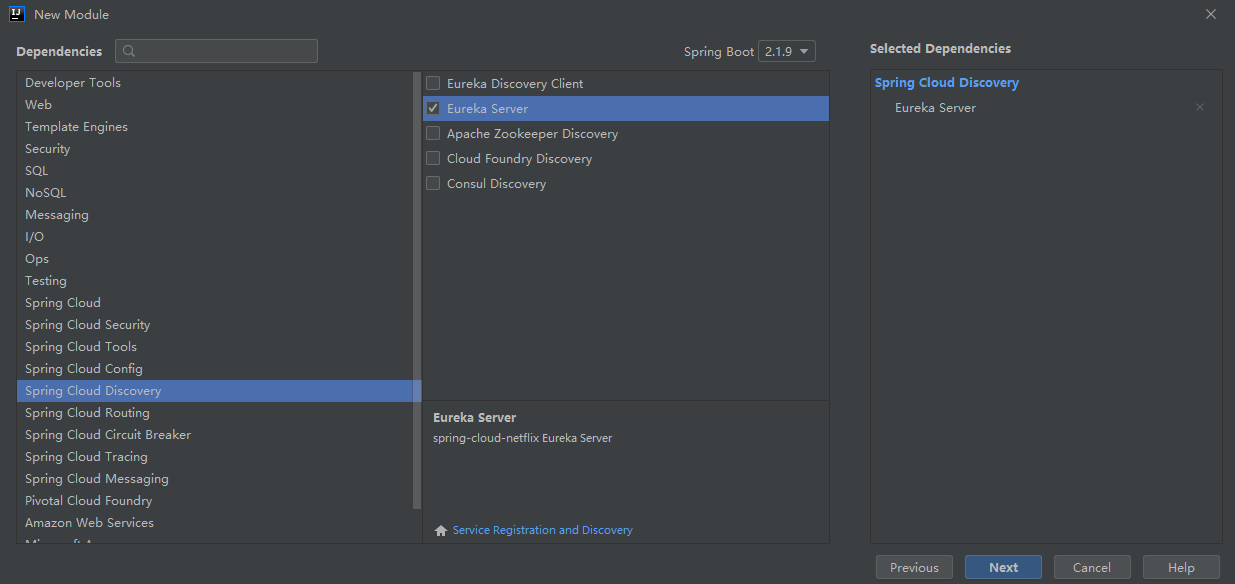 IJ
New Module
Dependencies
Spring Boot 2.1.9
Developer Tools
Web
Template Engines
Security
SQL
NoSQL
Messaging
I/O
Ops
Testing
Spring Cloud
Spring Cloud Security
Spring Cloud Tools
Spring Cloud Config
Spring Cloud Discovery
Spring Cloud Routing
Spring Cloud Circuit Breaker
Spring Cloud Tracing
Spring Cloud Messaging
Pivotal Cloud Foundry
Amazon Web Services
Eureka Discovery Client
Eureka Server
Apache Zookeeper Discovery
Cloud Foundry Discovery
Consul Discovery
Eureka Server
spring-cloud-netflix Eureka Server
Service Registration and Discovery
Selected Dependencies
Spring Cloud Discovery
Eureka Server
Previous
Next
Cancel
Help